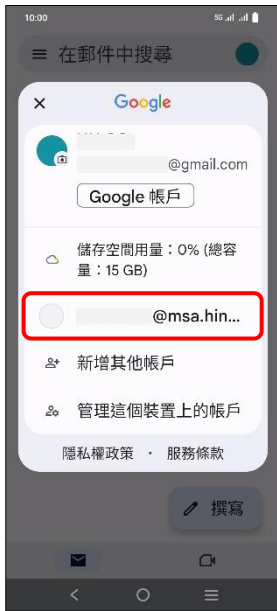 10:00
5G
在郵件中搜尋
Google
@gmail.com
Google 帳戶
儲存空間用量：0% (總容
量：15 GB)
@msa.hin...
新增其他帳戶
管理這個裝置上的帳戶
隱私權政策 · 服務條款
撰寫